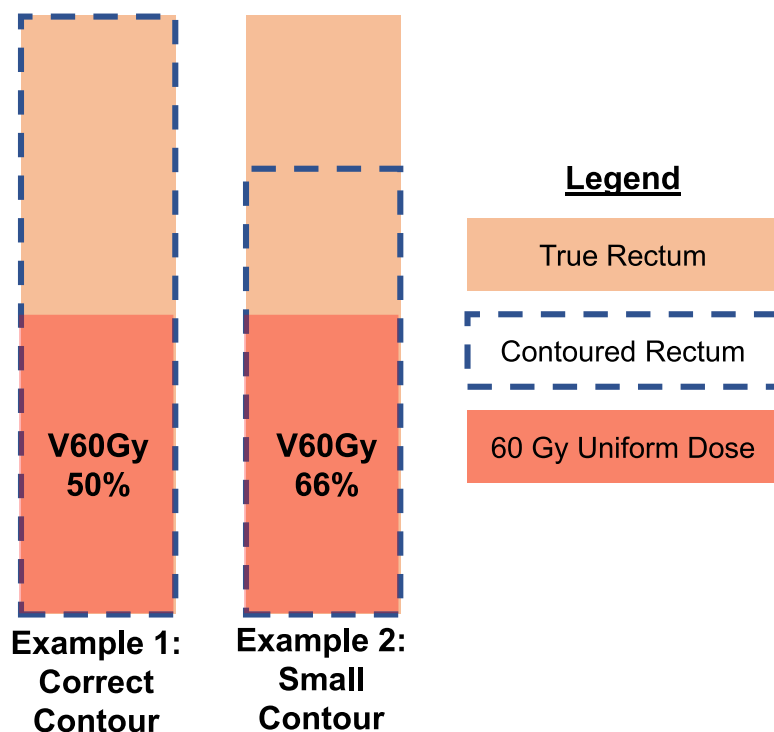 V60Gy
50%
Example 1:
Correct
Contour
V60Gy
66%
Example 2:
Small
Contour
Legend
True Rectum
Contoured Rectum
60 Gy Uniform Dose